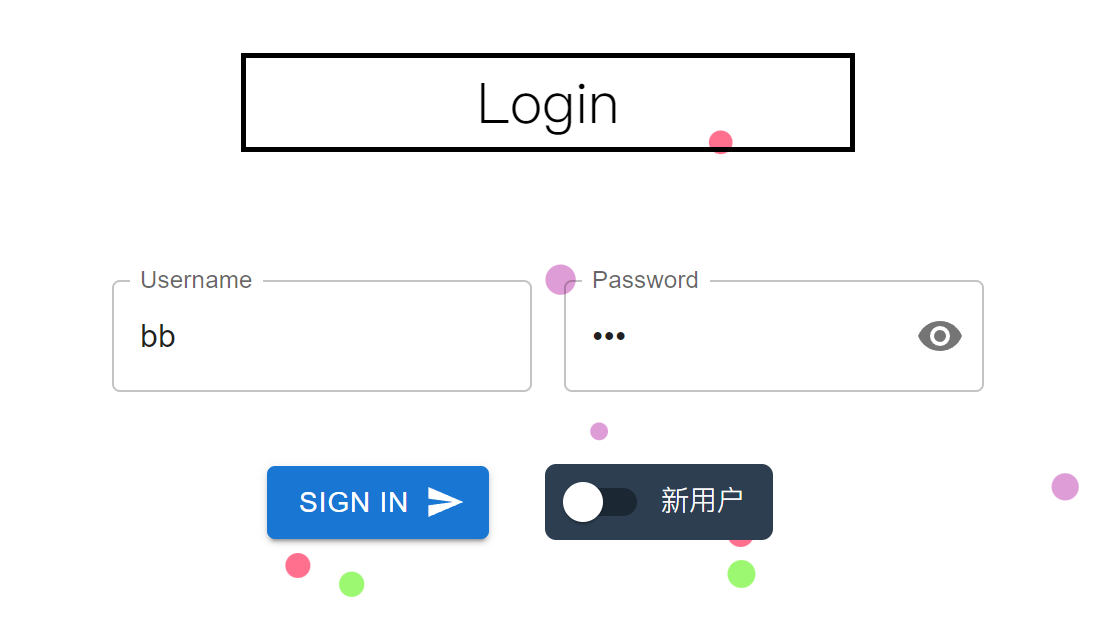 Login
Username
bb
Password
•••
SIGN IN
新用户